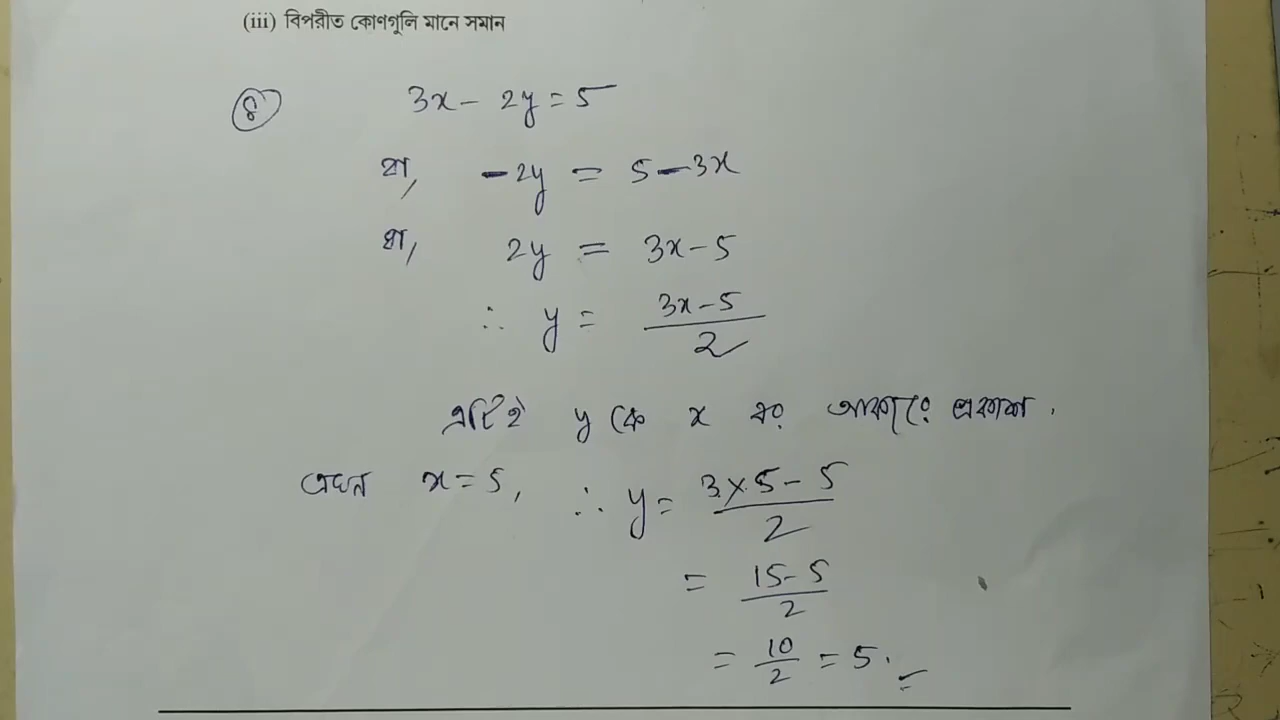 (iii) বিপরীত কোণগুলি মানে সমান
৪ 3x - 2y = 5
বা, -2y = 5 - 3x
বা, 2y = 3x - 5
∴ y = (3x - 5)/2
এটিই y কে x এর আকারে প্রকাশ.
এখন x = 5, ∴ y = (3 × 5 - 5)/2
= (15 - 5)/2
= 10/2 = 5.